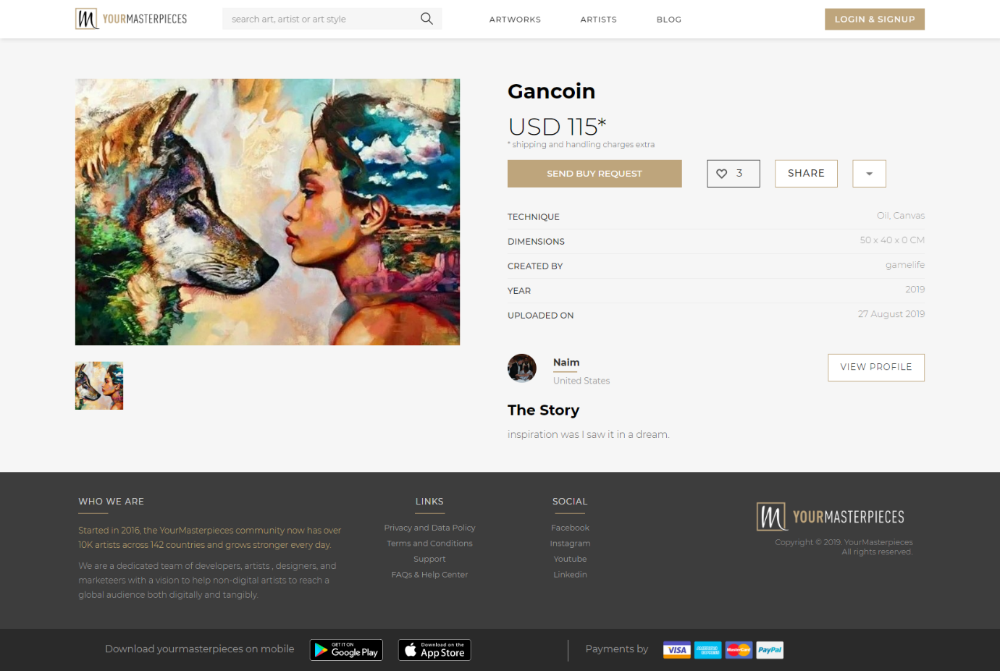 YOURMASTERPIECES
search art, artist or art style
ARTWORKS
ARTISTS
BLOG
LOGIN & SIGNUP
Gancoin
USD 115*
* shipping and handling charges extra
SEND BUY REQUEST
3
SHARE
TECHNIQUE
Oil, Canvas
DIMENSIONS
50 x 40 x 0 CM
CREATED BY
gamelife
YEAR
2019
UPLOADED ON
27 August 2019
Naim
United States
VIEW PROFILE
The Story
inspiration was I saw it in a dream.
WHO WE ARE
Started in 2016, the YourMasterpieces community now has over
10K artists across 142 countries and grows stronger every day.
We are a dedicated team of developers, artists , designers, and
marketeers with a vision to help non-digital artists to reach a
global audience both digitally and tangibly.
LINKS
Privacy and Data Policy
Terms and Conditions
Support
FAQs & Help Center
SOCIAL
Facebook
Instagram
Youtube
Linkedin
YOURMASTERPIECES
Copyright © 2019. YourMasterpieces
All rights reserved.
Download yourmasterpieces on mobile
GET IT ON
Google Play
Download on the
App Store
Payments by
VISA
AMERICAN
EXPRESS
MasterCard
PayPal